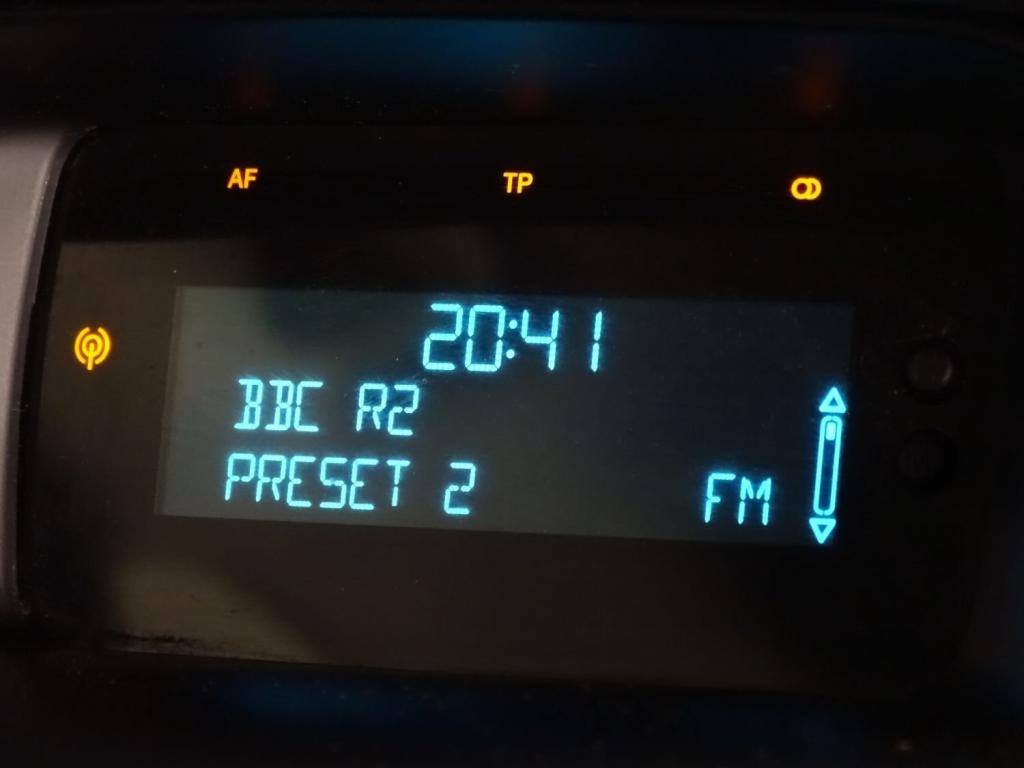 AF TP
20:41
BBC R2
PRESET 2 FM